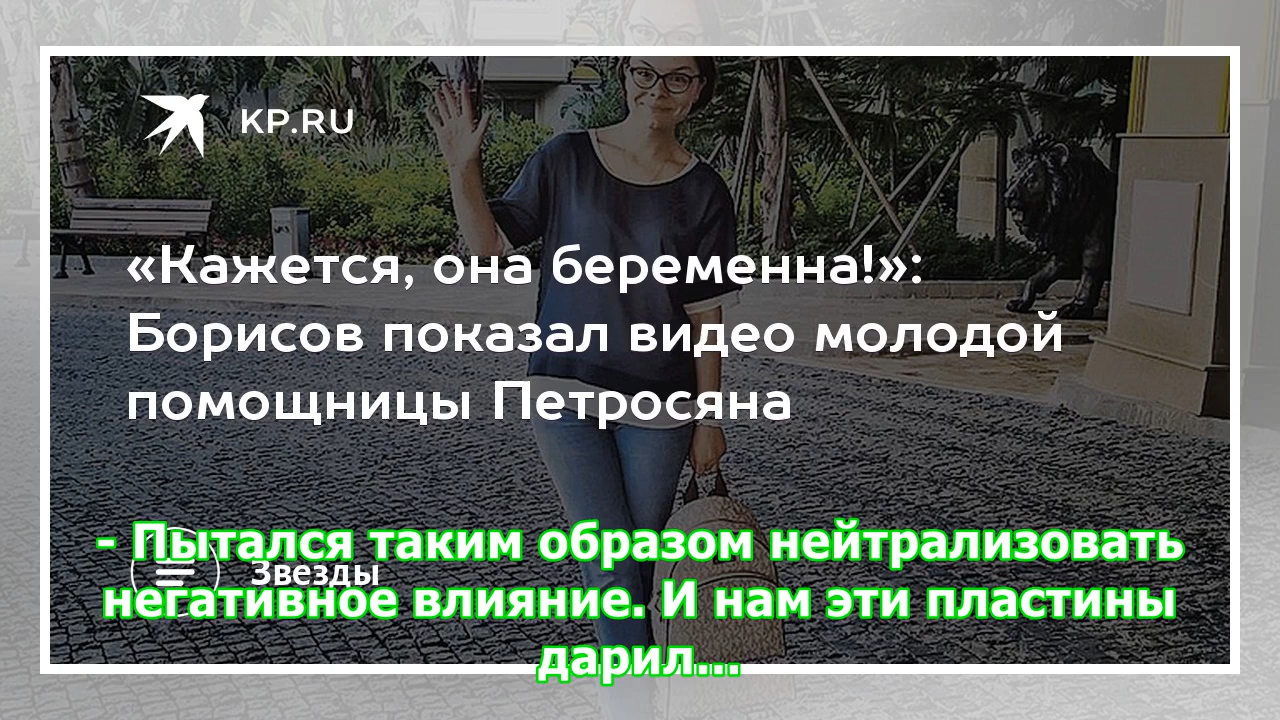 KP.RU
«Кажется, она беременна!»:
Борисов показал видео молодой
помощницы Петросяна
Звезды
- Пытался таким образом нейтрализовать
негативное влияние. И нам эти пластины
дарил...